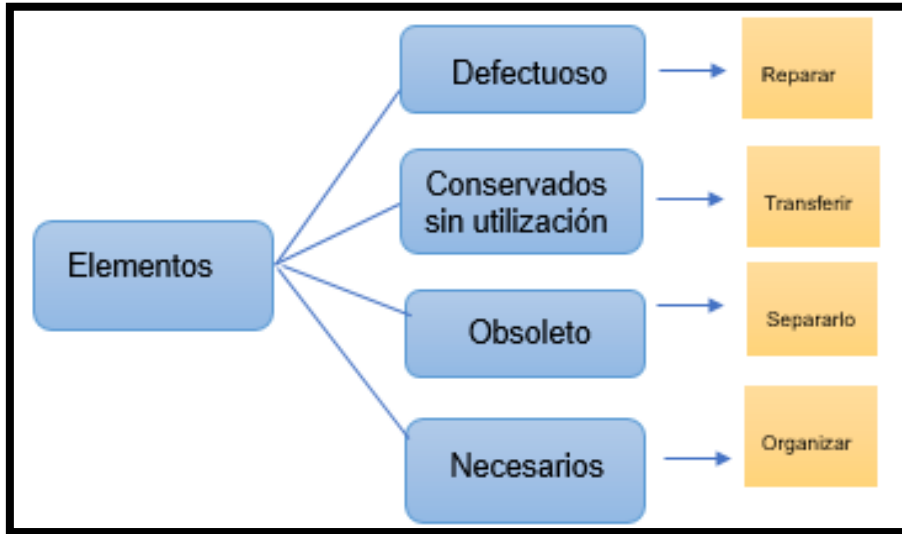 Defectuoso
Reparar
Conservados
sin utilización
Transferir
Elementos
Obsoleto
Separarlo
Necesarios
Organizar